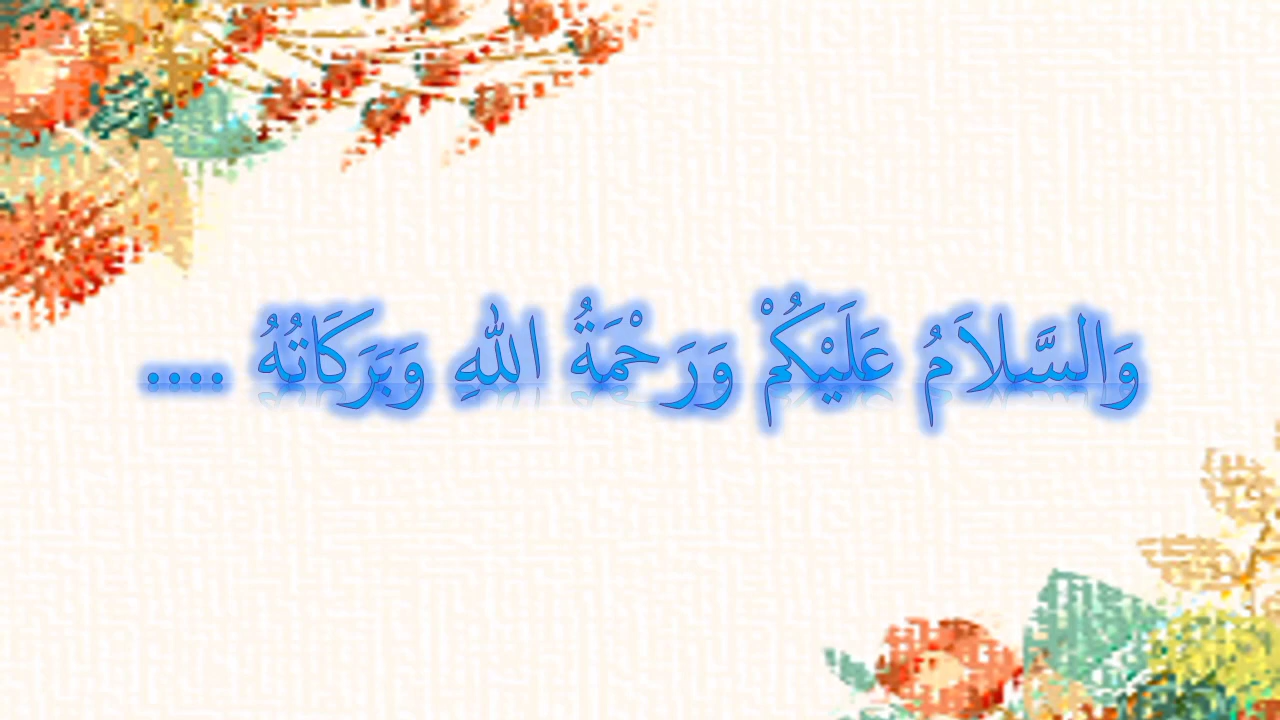 وَالسَّلاَمُ عَلَيْكُمْ وَرَحْمَةُ اللهِ وَبَرَكَاتُهُ ....